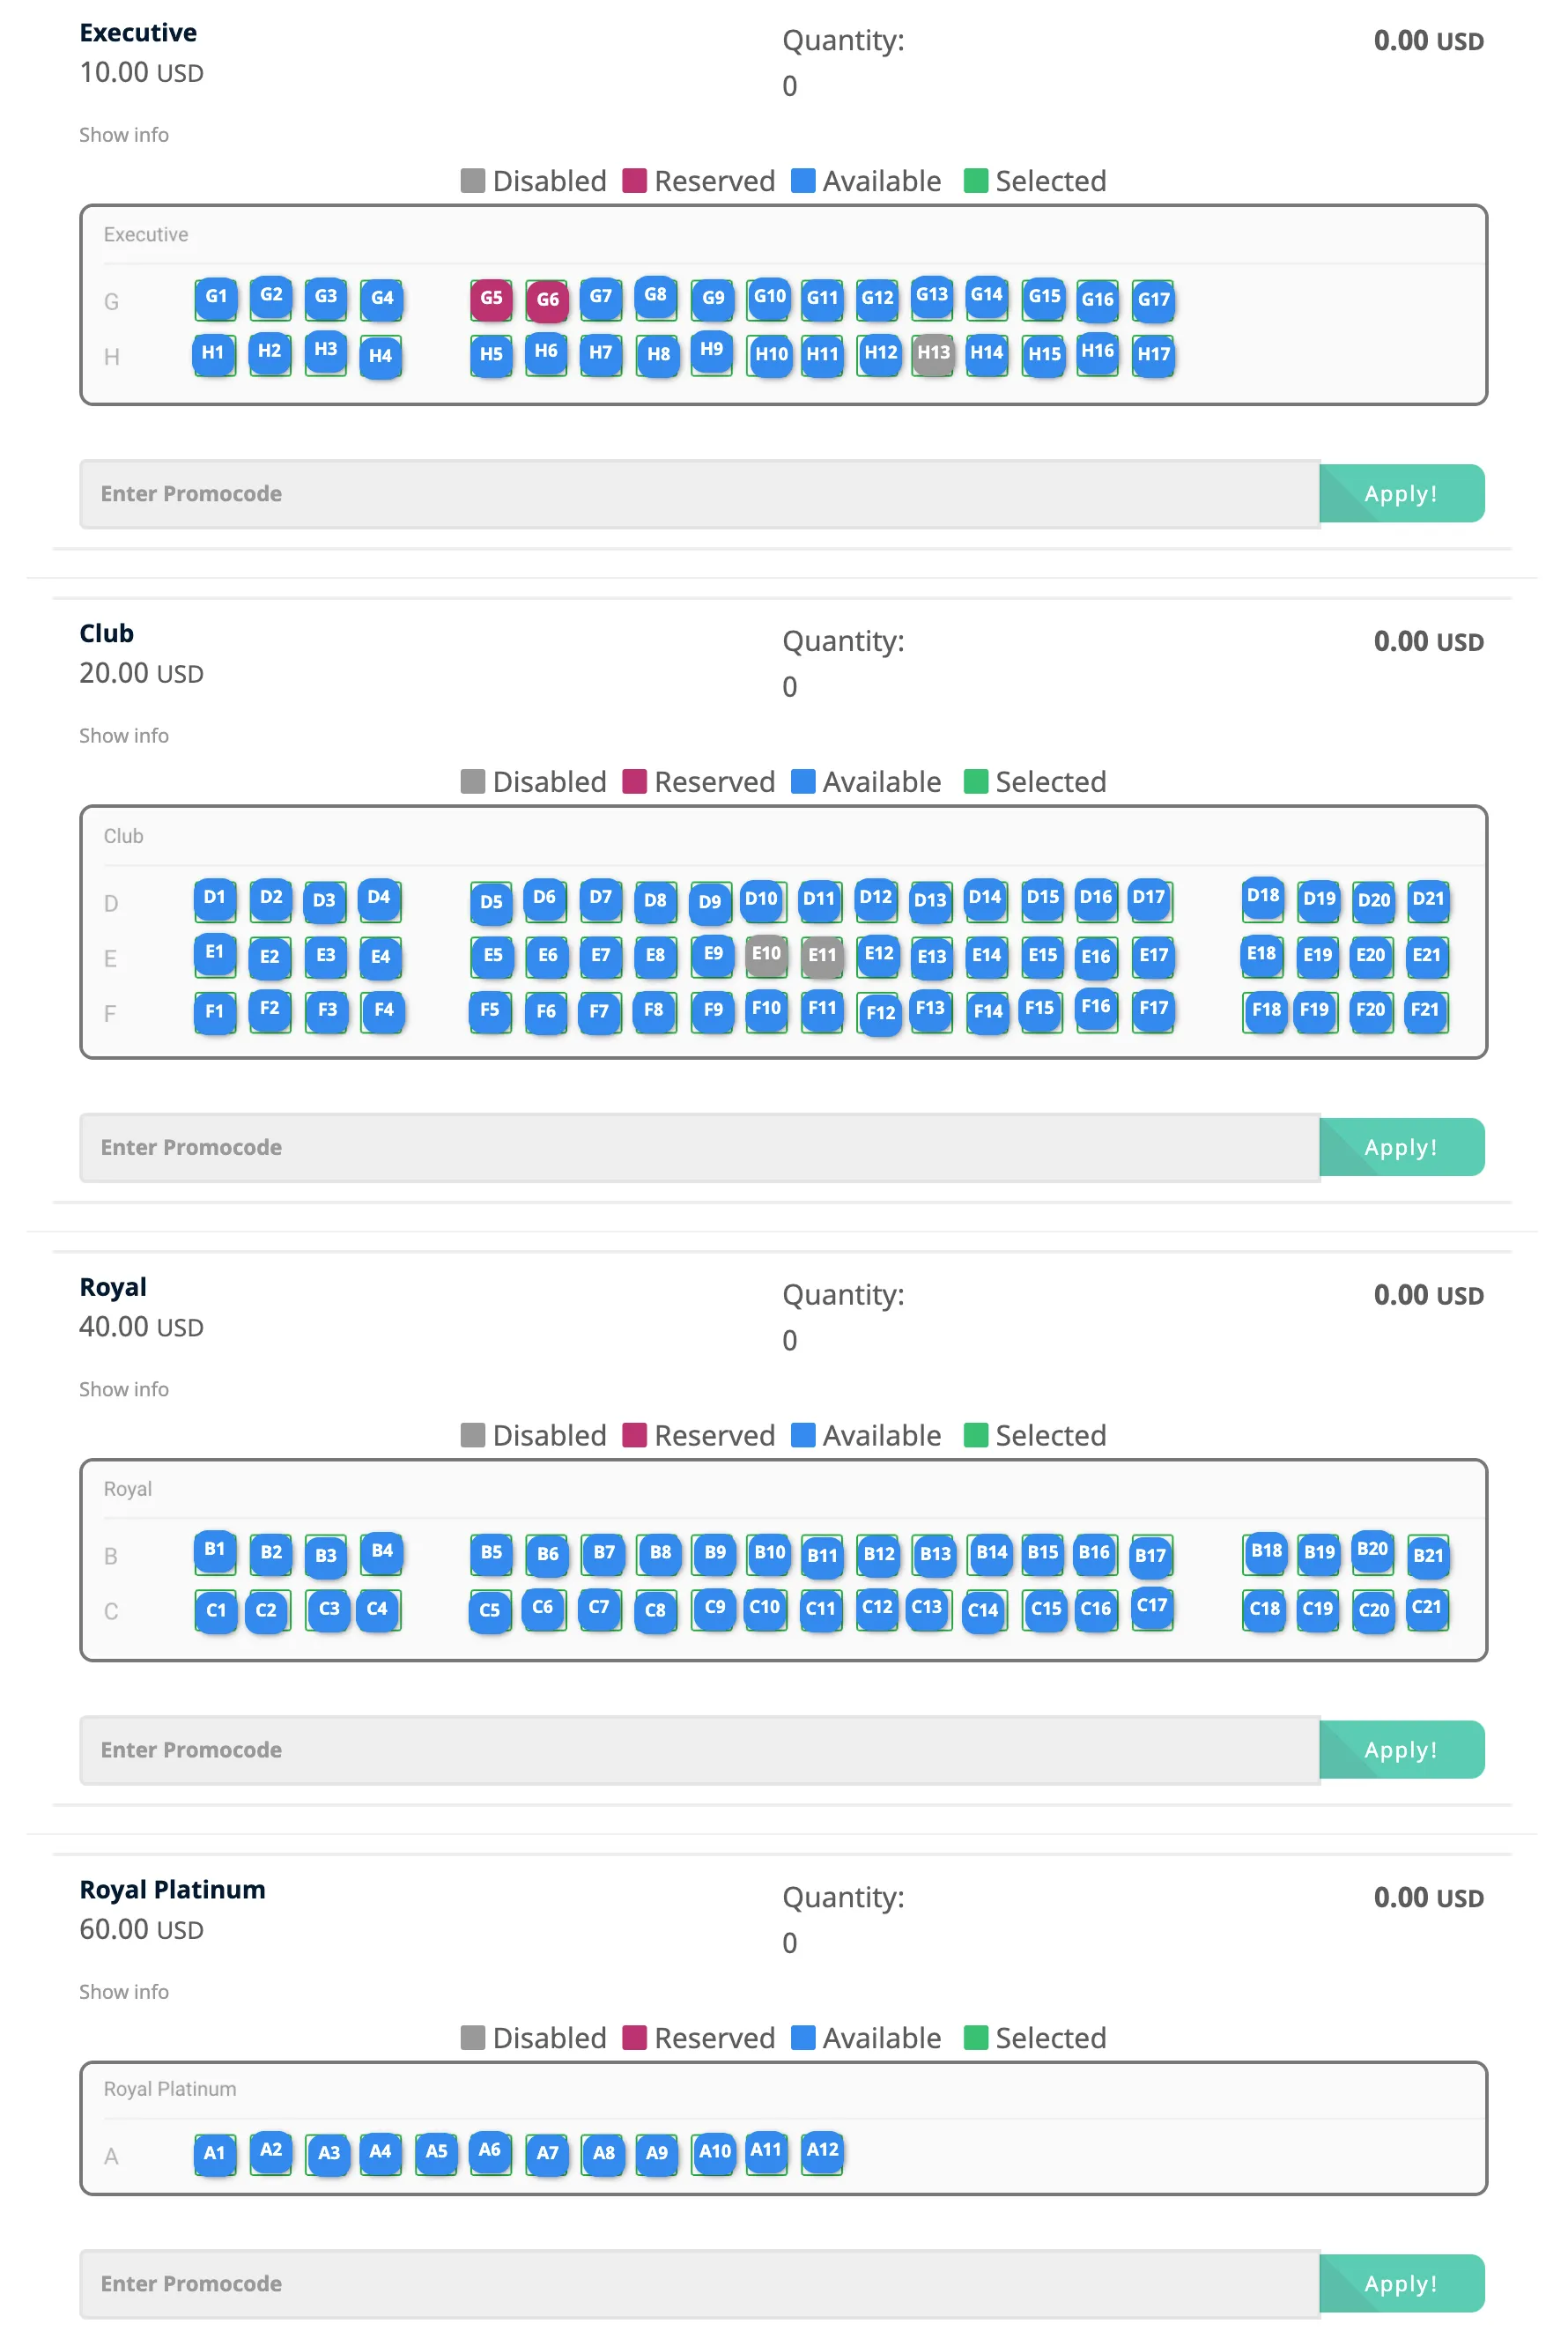 Executive Quantity: 0.00 USD
10.00 USD 0
Show info
Disabled Reserved Available Selected
Executive
G G1 G2 G3 G4 G5 G6 G7 G8 G9 G10 G11 G12 G13 G14 G15 G16 G17
H H1 H2 H3 H4 H5 H6 H7 H8 H9 H10 H11 H12 H13 H14 H15 H16 H17
Enter Promocode Apply!
Club Quantity: 0.00 USD
20.00 USD 0
Show info
Disabled Reserved Available Selected
Club
D D1 D2 D3 D4 D5 D6 D7 D8 D9 D10 D11 D12 D13 D14 D15 D16 D17 D18 D19 D20 D21
E E1 E2 E3 E4 E5 E6 E7 E8 E9 E10 E11 E12 E13 E14 E15 E16 E17 E18 E19 E20 E21
F F1 F2 F3 F4 F5 F6 F7 F8 F9 F10 F11 F12 F13 F14 F15 F16 F17 F18 F19 F20 F21
Enter Promocode Apply!
Royal Quantity: 0.00 USD
40.00 USD 0
Show info
Disabled Reserved Available Selected
Royal
B B1 B2 B3 B4 B5 B6 B7 B8 B9 B10 B11 B12 B13 B14 B15 B16 B17 B18 B19 B20 B21
C C1 C2 C3 C4 C5 C6 C7 C8 C9 C10 C11 C12 C13 C14 C15 C16 C17 C18 C19 C20 C21
Enter Promocode Apply!
Royal Platinum Quantity: 0.00 USD
60.00 USD 0
Show info
Disabled Reserved Available Selected
Royal Platinum
A A1 A2 A3 A4 A5 A6 A7 A8 A9 A10 A11 A12
Enter Promocode Apply!